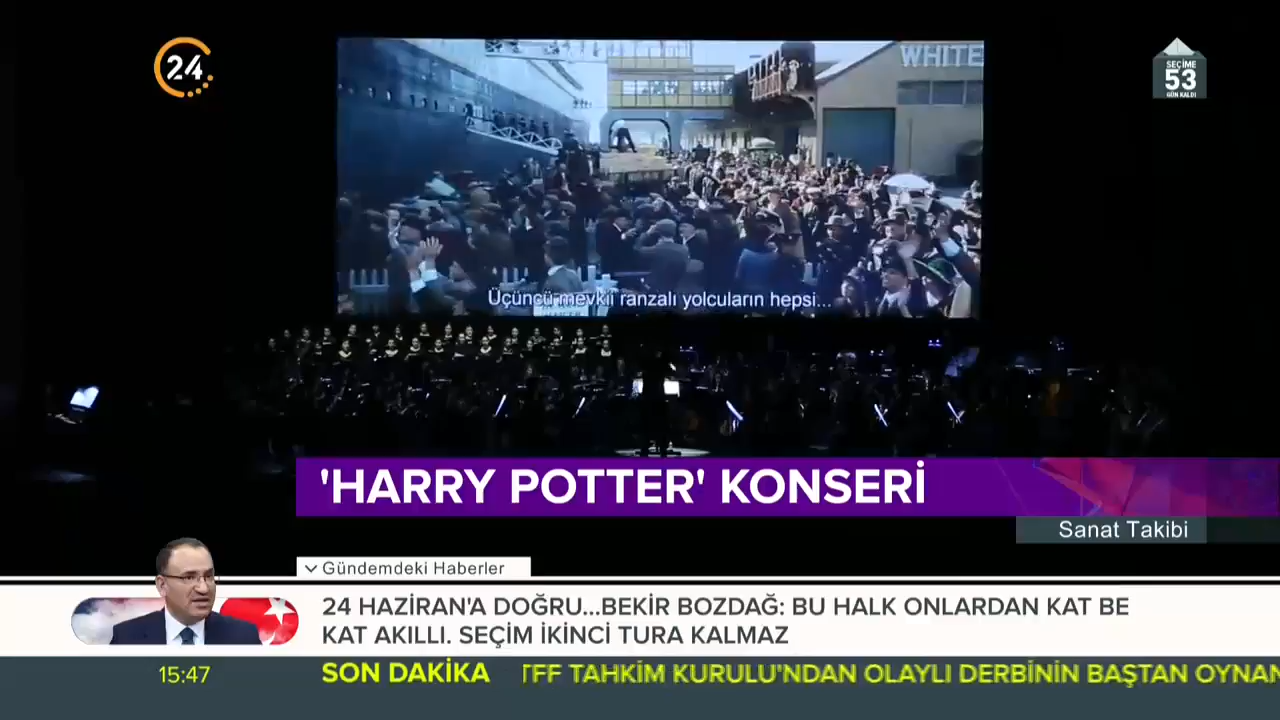 24
SEÇİME
53
GÜN KALDI
WHITE
Üçüncü mevkii ranzalı yolcuların hepsi...
'HARRY POTTER' KONSERİ
Sanat Takibi
Gündemdeki Haberler
24 HAZİRAN'A DOĞRU...BEKİR BOZDAĞ: BU HALK ONLARDAN KAT BE
KAT AKILLI. SEÇİM İKİNCİ TURA KALMAZ
15:47
SON DAKİKA
TFF TAHKİM KURULU'NDAN OLAYLI DERBİNİN BAŞTAN OYNAN